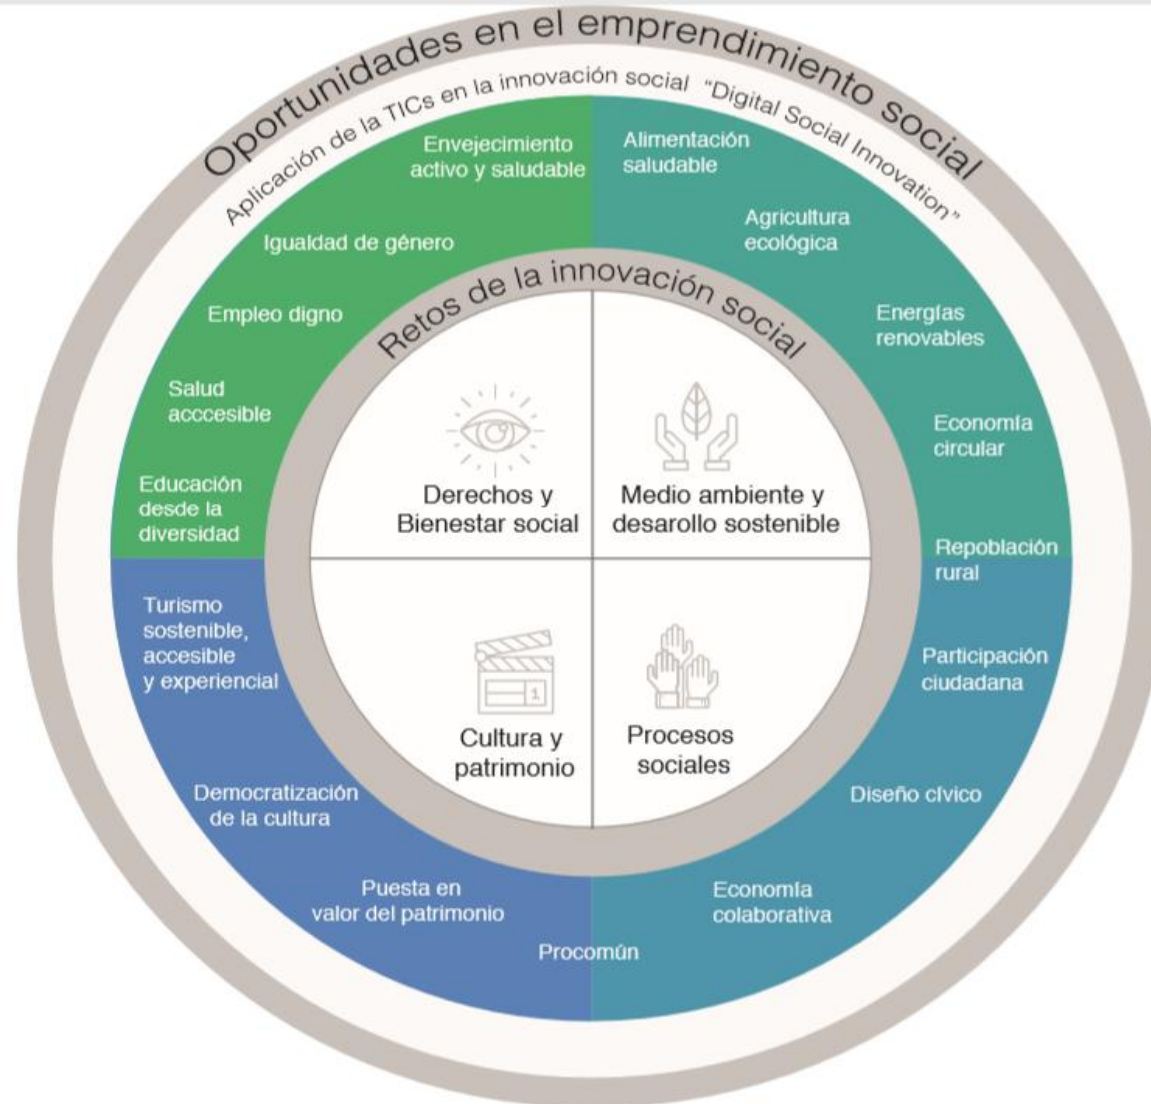 Oportunidades en el emprendimiento social
Aplicación de la TICs en la innovación social “Digital Social Innovation”
Envejecimiento
activo y saludable
Igualdad de género
Empleo digno
Salud
acccesible
Educación
desde la
diversidad
Alimentación
saludable
Agricultura
ecológica
Energías
renovables
Economía
circular
Repoblación
rural
Participación
ciudadana
Diseño cívico
Economía
colaborativa
Procomún
Puesta en
valor del patrimonio
Democratización
de la cultura
Turismo
sostenible,
accesible
y experiencial
Retos de la innovación social
Derechos y
Bienestar social
Medio ambiente y
desarollo sostenible
Cultura y
patrimonio
1
Procesos
sociales